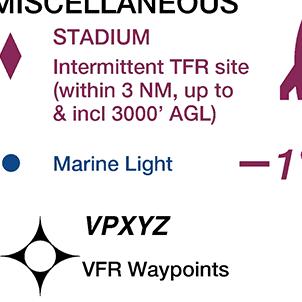 MISCELLANEOUS
STADIUM
Intermittent TFR site
(within 3 NM, up to
& incl 3000’ AGL)
Marine Light
1°
VPXYZ
VFR Waypoints